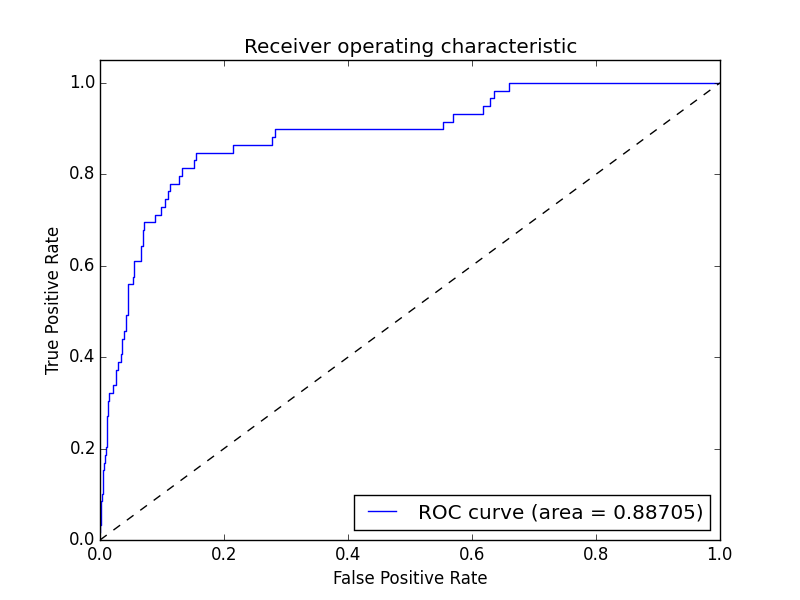 Receiver operating characteristic
1.0
0.8
0.6
0.4
0.2
0.0
True Positive Rate
ROC curve (area = 0.88705)
0.0 0.2 0.4 0.6 0.8 1.0
False Positive Rate